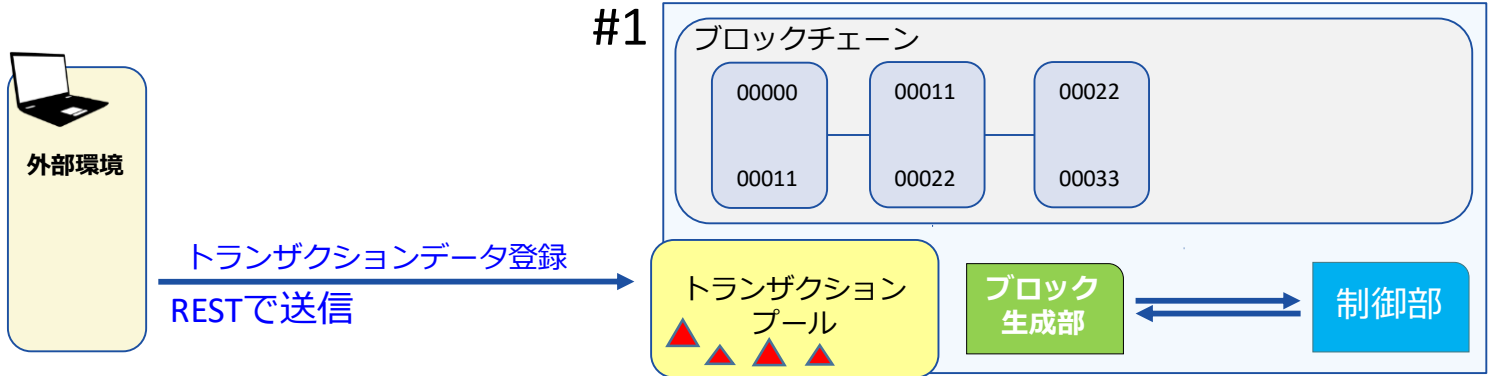 #1
ブロックチェーン
00000
00011
00022
00011
00022
00033
外部環境
トランザクションデータ登録
RESTで送信
トランザクション
プール
ブロック
生成部
制御部